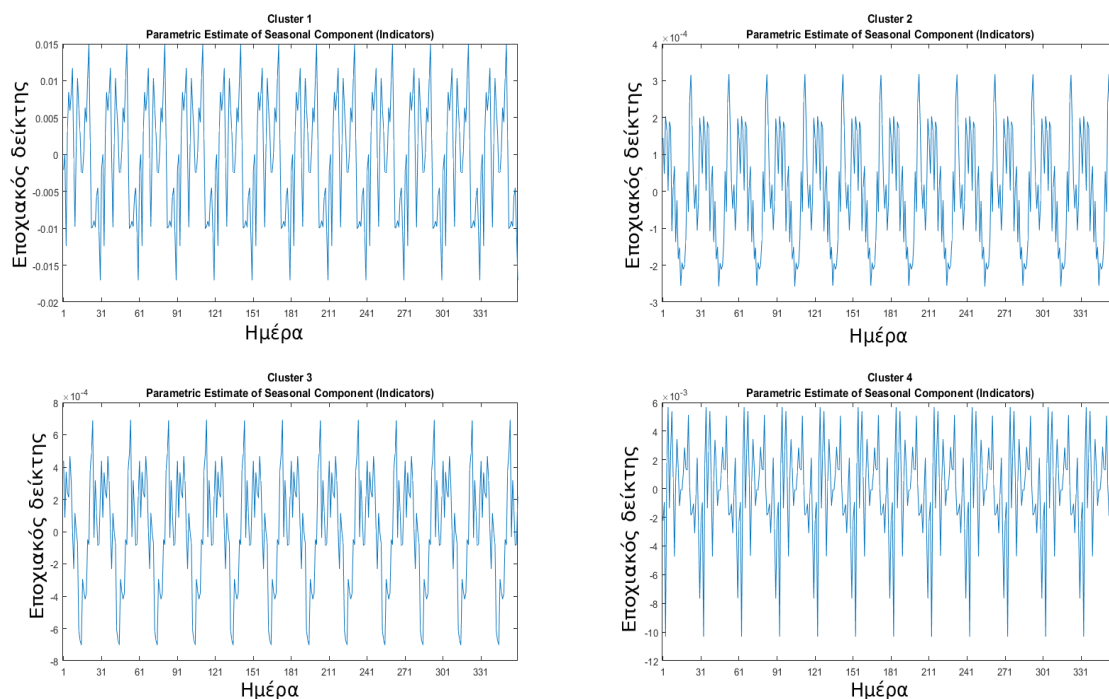 Cluster 1
Parametric Estimate of Seasonal Component (Indicators)
0.015
0.01
0.005
0
-0.005
-0.01
-0.015
-0.02
Εποχιακός δείκτης
1 31 61 91 121 151 181 211 241 271 301 331
Ημέρα
Cluster 2
Parametric Estimate of Seasonal Component (Indicators)
×10⁻⁴
4
3
2
1
0
-1
-2
-3
Εποχιακός δείκτης
1 31 61 91 121 151 181 211 241 271 301 331
Ημέρα
Cluster 3
Parametric Estimate of Seasonal Component (Indicators)
×10⁻⁴
8
6
4
2
0
-2
-4
-6
-8
Εποχιακός δείκτης
1 31 61 91 121 151 181 211 241 271 301 331
Ημέρα
Cluster 4
Parametric Estimate of Seasonal Component (Indicators)
×10⁻³
6
4
2
0
-2
-4
-6
-8
-10
-12
Εποχιακός δείκτης
1 31 61 91 121 151 181 211 241 271 301 331
Ημέρα